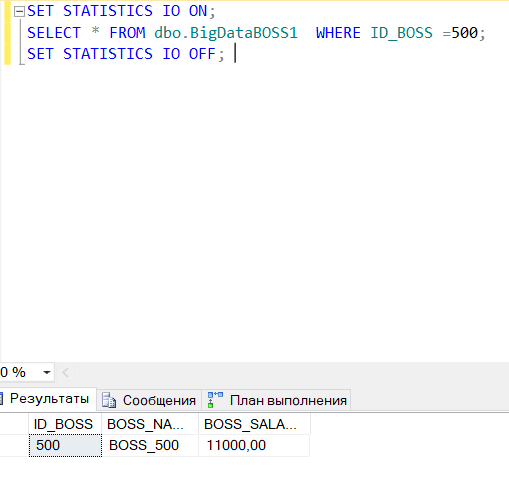 SET STATISTICS IO ON;
SELECT * FROM dbo.BigDataBOSS1  WHERE ID_BOSS =500;
SET STATISTICS IO OFF;
0 %
Результаты Сообщения План выполнения
ID_BOSS BOSS_NA... BOSS_SALA...
500 BOSS_500 11000,00